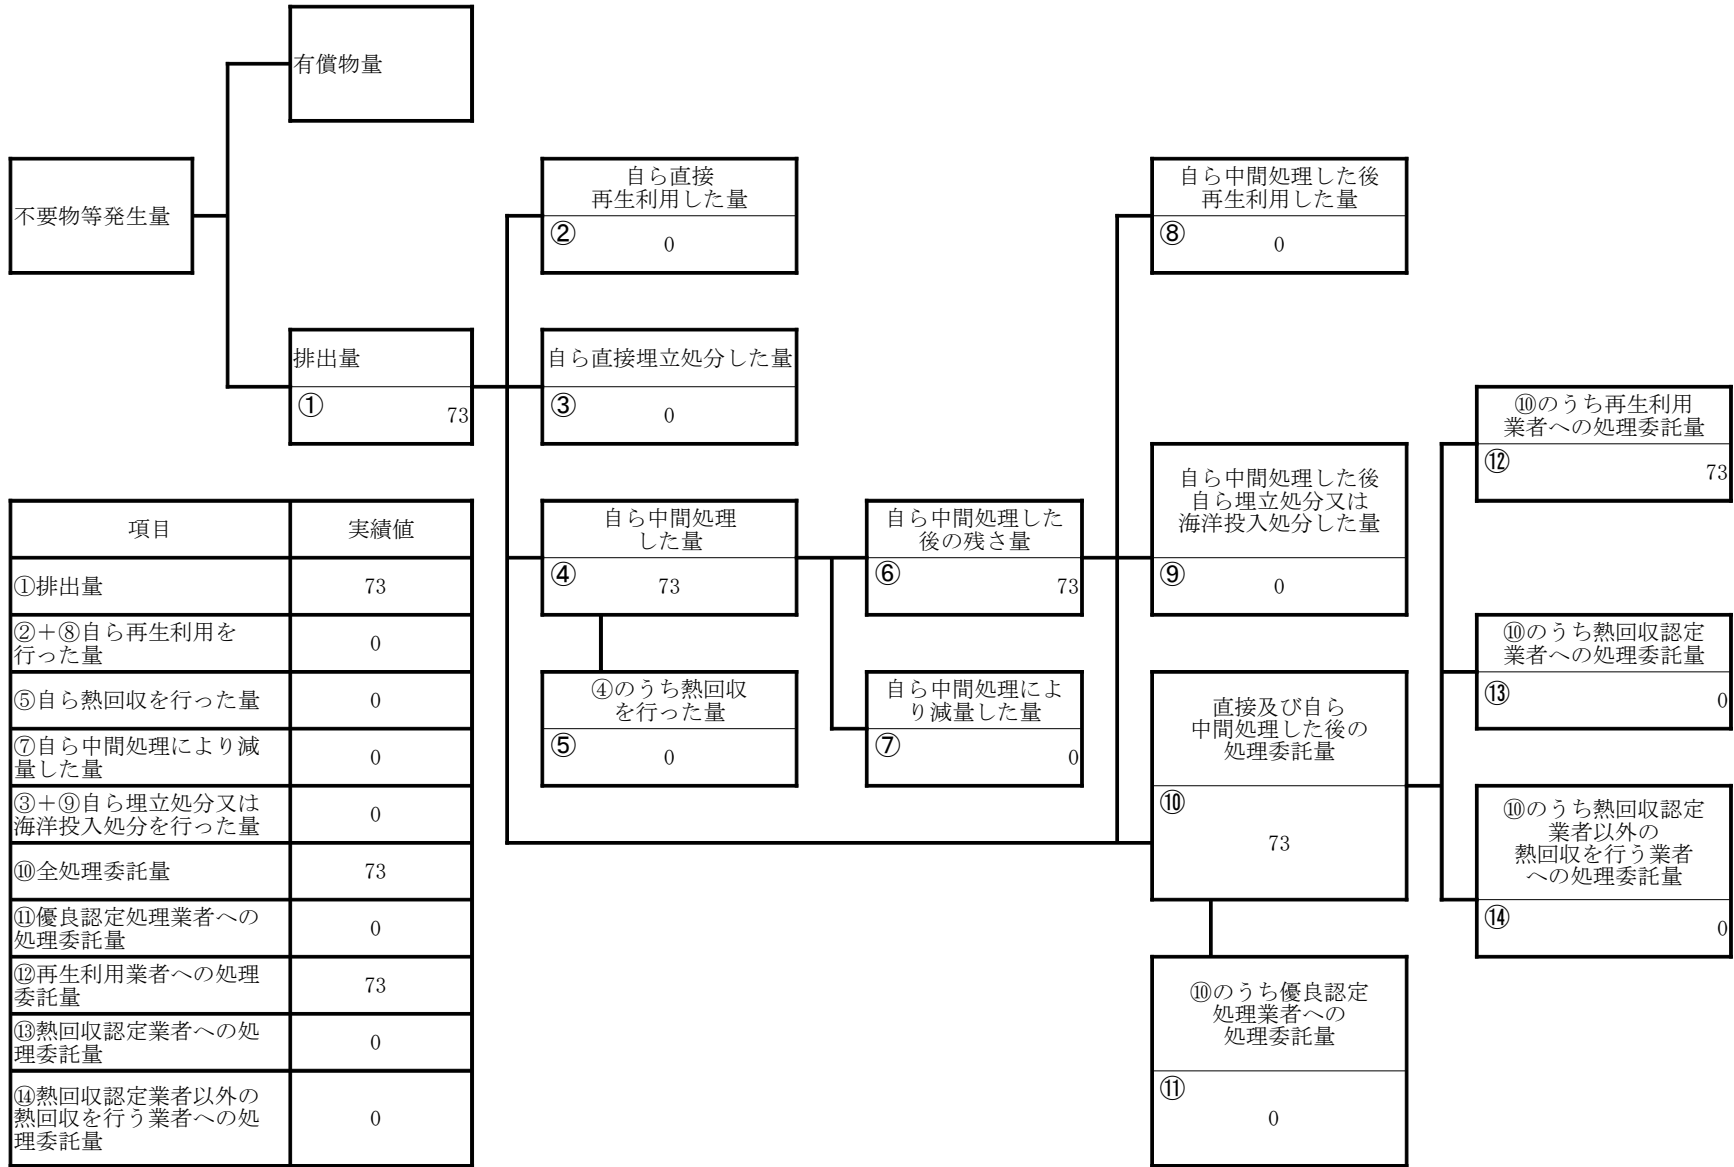 有償物量
不要物等発生量
排出量
①
73
自ら直接
再生利用した量
②
0
自ら直接埋立処分した量
③
0
自ら中間処理
した量
④
73
④のうち熱回収
を行った量
⑤
0
自ら中間処理した
後の残さ量
⑥
73
自ら中間処理によ
り減量した量
⑦
0
自ら中間処理した後
再生利用した量
⑧
0
自ら中間処理した後
自ら埋立処分又は
海洋投入処分した量
⑨
0
直接及び自ら
中間処理した後の
処理委託量
⑩
73
⑩のうち優良認定
処理業者への
処理委託量
⑪
0
⑩のうち再生利用
業者への処理委託量
⑫
73
⑩のうち熱回収認定
業者への処理委託量
⑬
0
⑩のうち熱回収認定
業者以外の
熱回収を行う業者
への処理委託量
⑭
0
項目 実績値
①排出量 73
②+⑧自ら再生利用を
行った量 0
⑤自ら熱回収を行った量 0
⑦自ら中間処理により減
量した量 0
③+⑨自ら埋立処分又は
海洋投入処分を行った量 0
⑩全処理委託量 73
⑪優良認定処理業者への
処理委託量 0
⑫再生利用業者への処理
委託量 73
⑬熱回収認定業者への処
理委託量 0
⑭熱回収認定業者以外の
熱回収を行う業者への処
理委託量 0